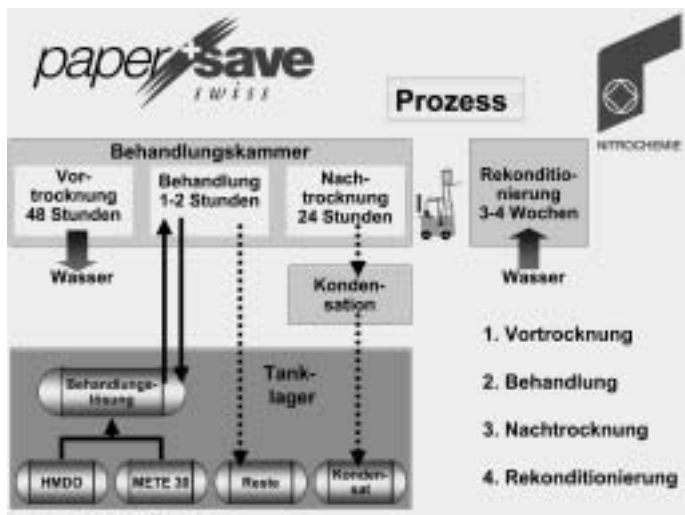 paper save
swiss
Prozess
NITROCHEMIE
Behandlungskammer
Vor-
trocknung
48 Stunden
Behandlung
1-2 Stunden
Nach-
trocknung
24 Stunden
Rekonditio-
nierung
3-4 Wochen
Wasser
Wasser
Konden-
sation
1. Vortrocknung
2. Behandlung
3. Nachtrocknung
4. Rekonditionierung
Tank-
lager
Behandlungs-
lösung
HMDO
METE 30
Reste
Konden-
sat